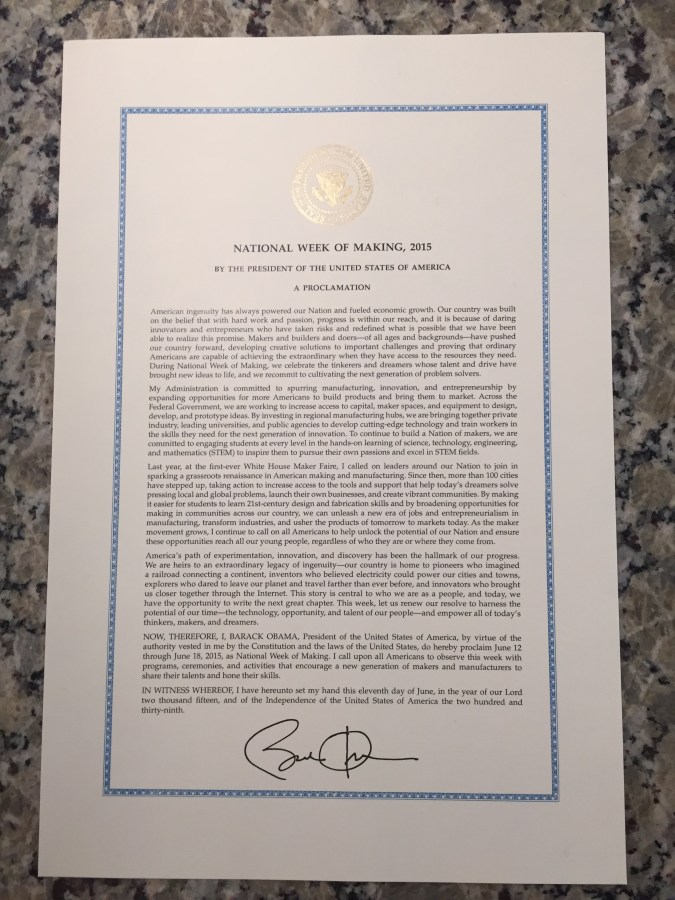 NATIONAL WEEK OF MAKING, 2015
BY THE PRESIDENT OF THE UNITED STATES OF AMERICA
A PROCLAMATION
American ingenuity has always powered our Nation and fueled economic growth. Our country was built
on the belief that with hard work and passion, progress is within our reach, and it is because of daring
innovators and entrepreneurs who have taken risks and redefined what is possible that we have been
able to realize this promise. Makers and builders and doers—of all ages and backgrounds—have pushed
our country forward, developing creative solutions to important challenges and proving that ordinary
Americans are capable of achieving the extraordinary when they have access to the resources they need.
During National Week of Making, we celebrate the tinkerers and dreamers whose talent and drive have
brought new ideas to life, and we recommit to cultivating the next generation of problem solvers.
My Administration is committed to spurring manufacturing, innovation, and entrepreneurship by
expanding opportunities for more Americans to build products and bring them to market. Across the
Federal Government, we are working to increase access to capital, maker spaces, and equipment to design,
develop, and prototype ideas. By investing in regional manufacturing hubs, we are bringing together private
industry, leading universities, and public agencies to develop cutting-edge technology and train workers in
the skills they need for the next generation of innovation. To continue to build a Nation of makers, we are
committed to engaging students at every level in the hands-on learning of science, technology, engineering,
and mathematics (STEM) to inspire them to pursue their own passions and excel in STEM fields.
Last year, at the first-ever White House Maker Faire, I called on leaders around our Nation to join in
sparking a grassroots renaissance in American making and manufacturing. Since then, more than 100 cities
have stepped up, taking action to increase access to the tools and support that help today's dreamers solve
pressing local and global problems, launch their own businesses, and create vibrant communities. By making
it easier for students to learn 21st-century design and fabrication skills and by broadening opportunities for
making in communities across our country, we can unleash a new era of jobs and entrepreneurialism in
manufacturing, transform industries, and usher the products of tomorrow to markets today. As the maker
movement grows, I continue to call on all Americans to help unlock the potential of our Nation and ensure
these opportunities reach all our young people, regardless of who they are or where they come from.
America's path of experimentation, innovation, and discovery has been the hallmark of our progress.
We are heirs to an extraordinary legacy of ingenuity—our country is home to pioneers who imagined
a railroad connecting a continent, inventors who believed electricity could power our cities and towns,
explorers who dared to leave our planet and travel farther than ever before, and innovators who brought
us closer together through the Internet. This story is central to who we are as a people, and today, we
have the opportunity to write the next great chapter. This week, let us renew our resolve to harness the
potential of our time—the technology, opportunity, and talent of our people—and empower all of today's
thinkers, makers, and dreamers.
NOW, THEREFORE, I, BARACK OBAMA, President of the United States of America, by virtue of the
authority vested in me by the Constitution and the laws of the United States, do hereby proclaim June 12
through June 18, 2015, as National Week of Making. I call upon all Americans to observe this week with
programs, ceremonies, and activities that encourage a new generation of makers and manufacturers to
share their talents and hone their skills.
IN WITNESS WHEREOF, I have hereunto set my hand this eleventh day of June, in the year of our Lord
two thousand fifteen, and of the Independence of the United States of America the two hundred and
thirty-ninth.